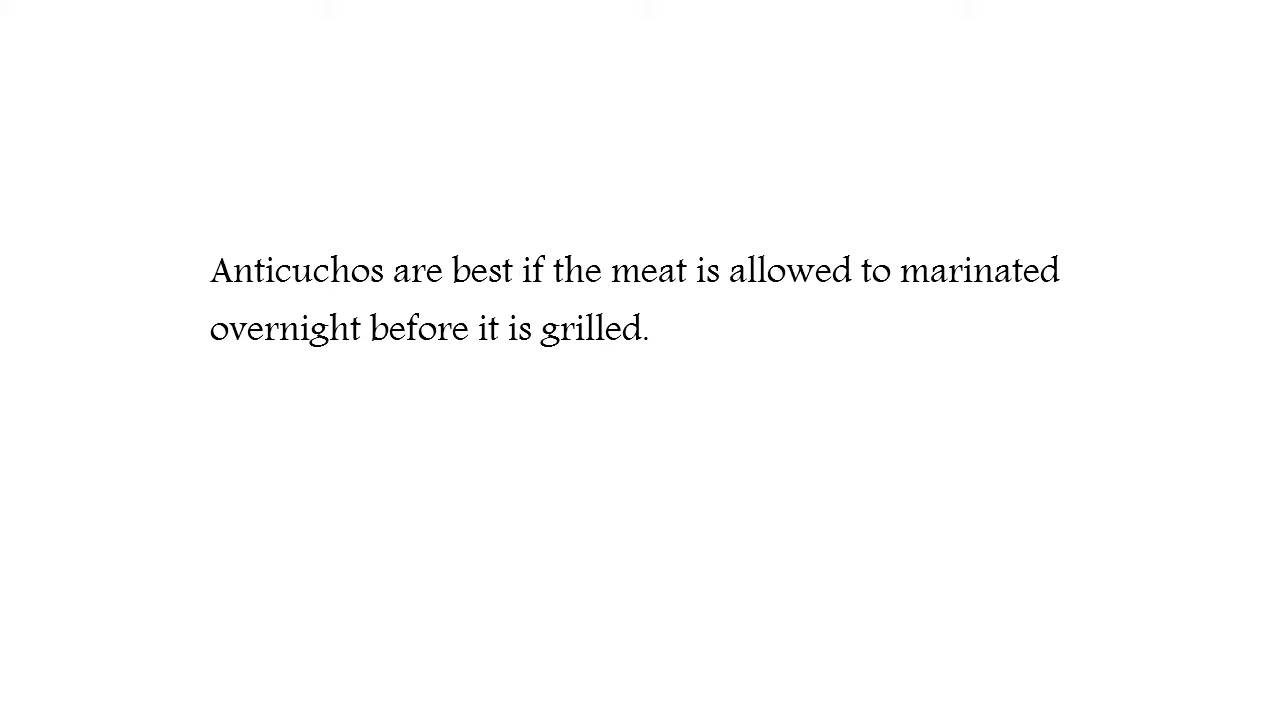 Anticuchos are best if the meat is allowed to marinated
overnight before it is grilled.